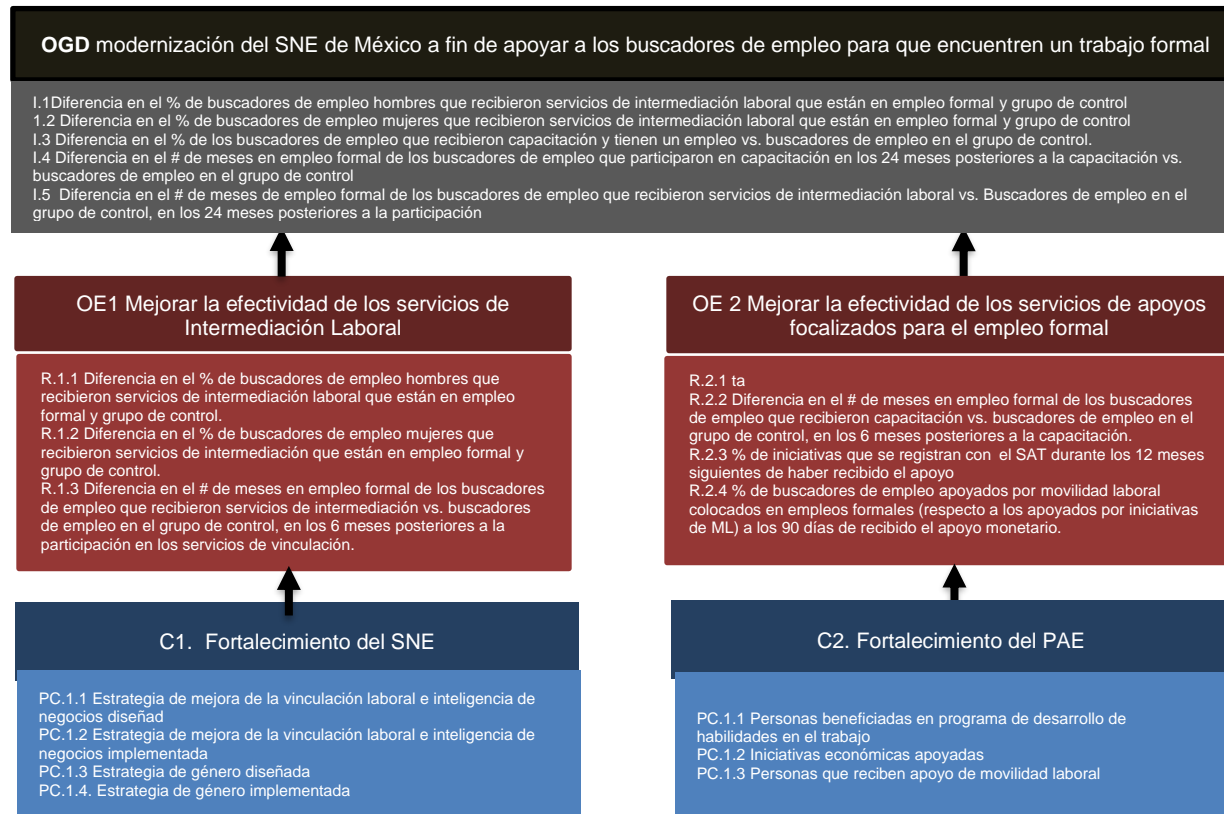 OGD modernización del SNE de México a fin de apoyar a los buscadores de empleo para que encuentren un trabajo formal
I.1Diferencia en el % de buscadores de empleo hombres que recibieron servicios de intermediación laboral que están en empleo formal y grupo de control
1.2 Diferencia en el % de buscadores de empleo mujeres que recibieron servicios de intermediación laboral que están en empleo formal y grupo de control
I.3 Diferencia en el % de los buscadores de empleo que recibieron capacitación y tienen un empleo vs. buscadores de empleo en el grupo de control.
I.4 Diferencia en el # de meses en empleo formal de los buscadores de empleo que participaron en capacitación en los 24 meses posteriores a la capacitación vs.
buscadores de empleo en el grupo de control
I.5 Diferencia en el # de meses de empleo formal de los buscadores de empleo que recibieron servicios de intermediación laboral vs. Buscadores de empleo en el
grupo de control, en los 24 meses posteriores a la participación
OE1 Mejorar la efectividad de los servicios de
Intermediación Laboral
R.1.1 Diferencia en el % de buscadores de empleo hombres que
recibieron servicios de intermediación laboral que están en empleo
formal y grupo de control.
R.1.2 Diferencia en el % de buscadores de empleo mujeres que
recibieron servicios de intermediación que están en empleo formal y
grupo de control.
R.1.3 Diferencia en el # de meses en empleo formal de los buscadores
de empleo que recibieron servicios de intermediación vs. buscadores
de empleo en el grupo de control, en los 6 meses posteriores a la
participación en los servicios de vinculación.
C1. Fortalecimiento del SNE
PC.1.1 Estrategia de mejora de la vinculación laboral e inteligencia de
negocios diseñad
PC.1.2 Estrategia de mejora de la vinculación laboral e inteligencia de
negocios implementada
PC.1.3 Estrategia de género diseñada
PC.1.4. Estrategia de género implementada
OE 2 Mejorar la efectividad de los servicios de apoyos
focalizados para el empleo formal
R.2.1 ta
R.2.2 Diferencia en el # de meses en empleo formal de los buscadores
de empleo que recibieron capacitación vs. buscadores de empleo en el
grupo de control, en los 6 meses posteriores a la capacitación.
R.2.3 % de iniciativas que se registran con el SAT durante los 12 meses
siguientes de haber recibido el apoyo
R.2.4 % de buscadores de empleo apoyados por movilidad laboral
colocados en empleos formales (respecto a los apoyados por iniciativas
de ML) a los 90 días de recibido el apoyo monetario.
C2. Fortalecimiento del PAE
PC.1.1 Personas beneficiadas en programa de desarrollo de
habilidades en el trabajo
PC.1.2 Iniciativas económicas apoyadas
PC.1.3 Personas que reciben apoyo de movilidad laboral